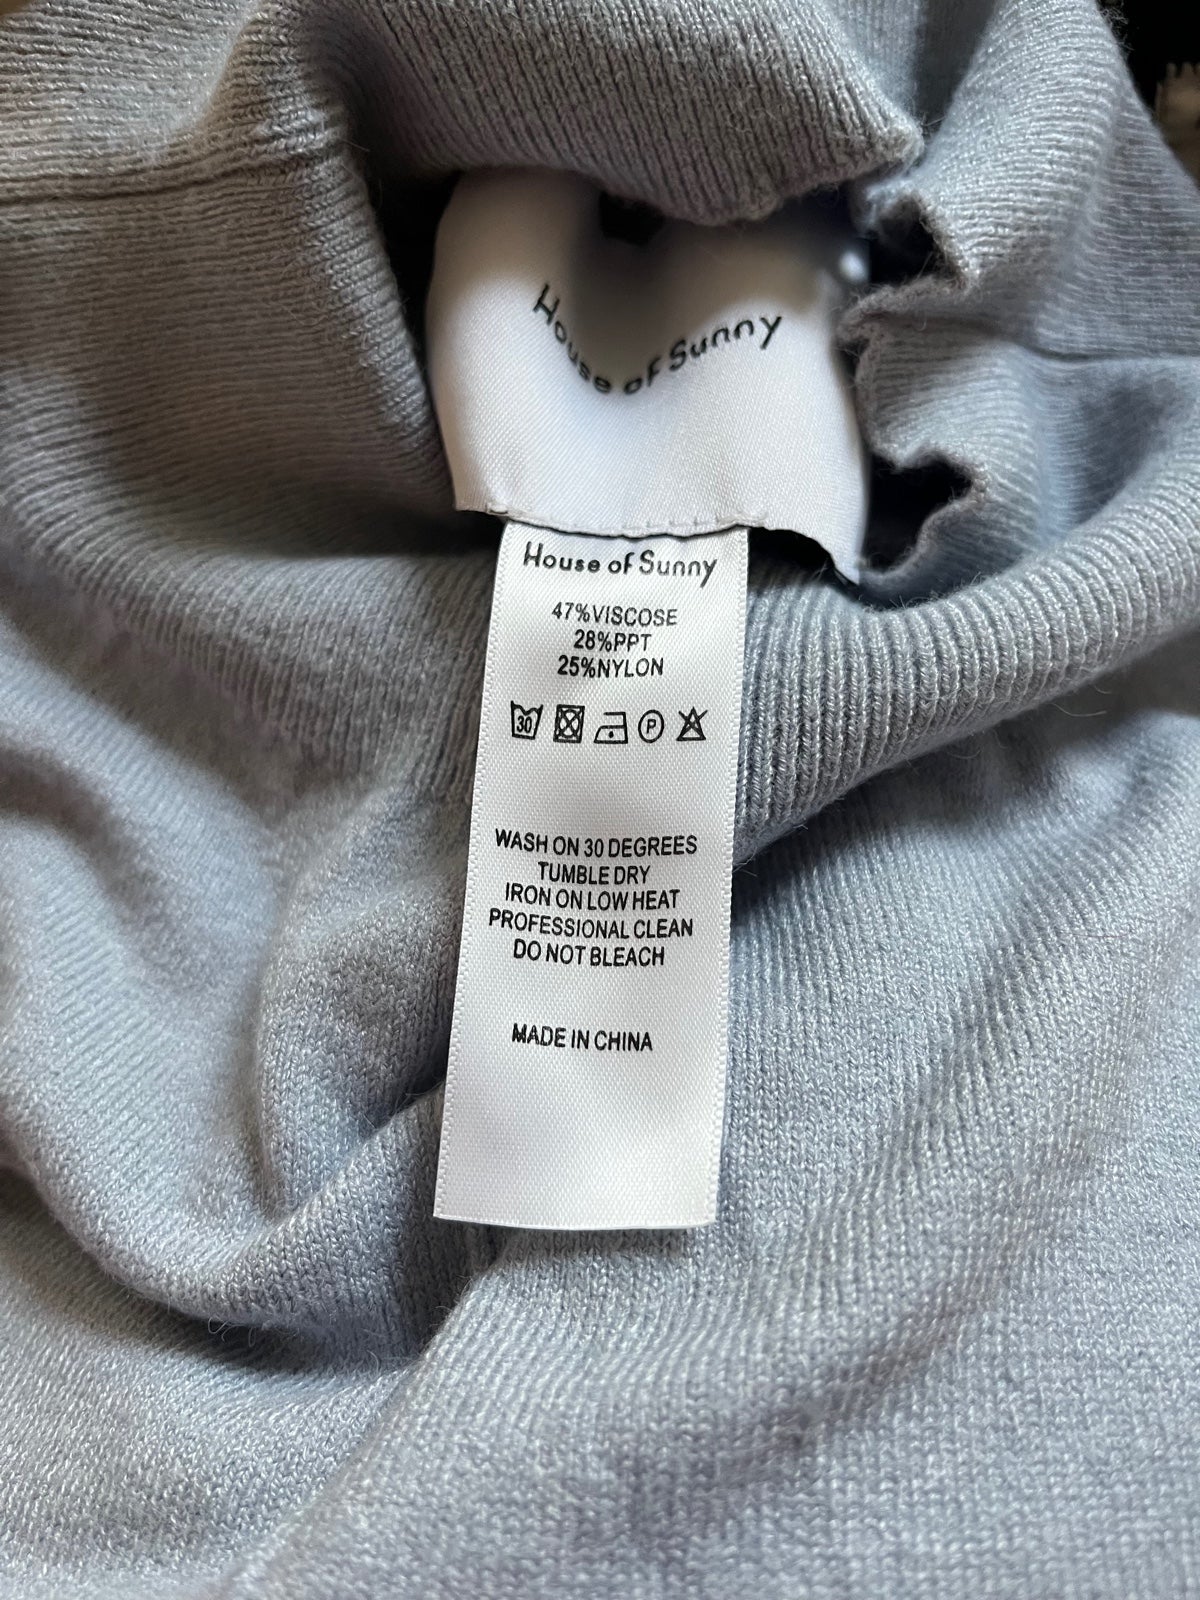 House of Sunny
House of Sunny
47%VISCOSE
28%PPT
25%NYLON
30 P
WASH ON 30 DEGREES
TUMBLE DRY
IRON ON LOW HEAT
PROFESSIONAL CLEAN
DO NOT BLEACH
MADE IN CHINA